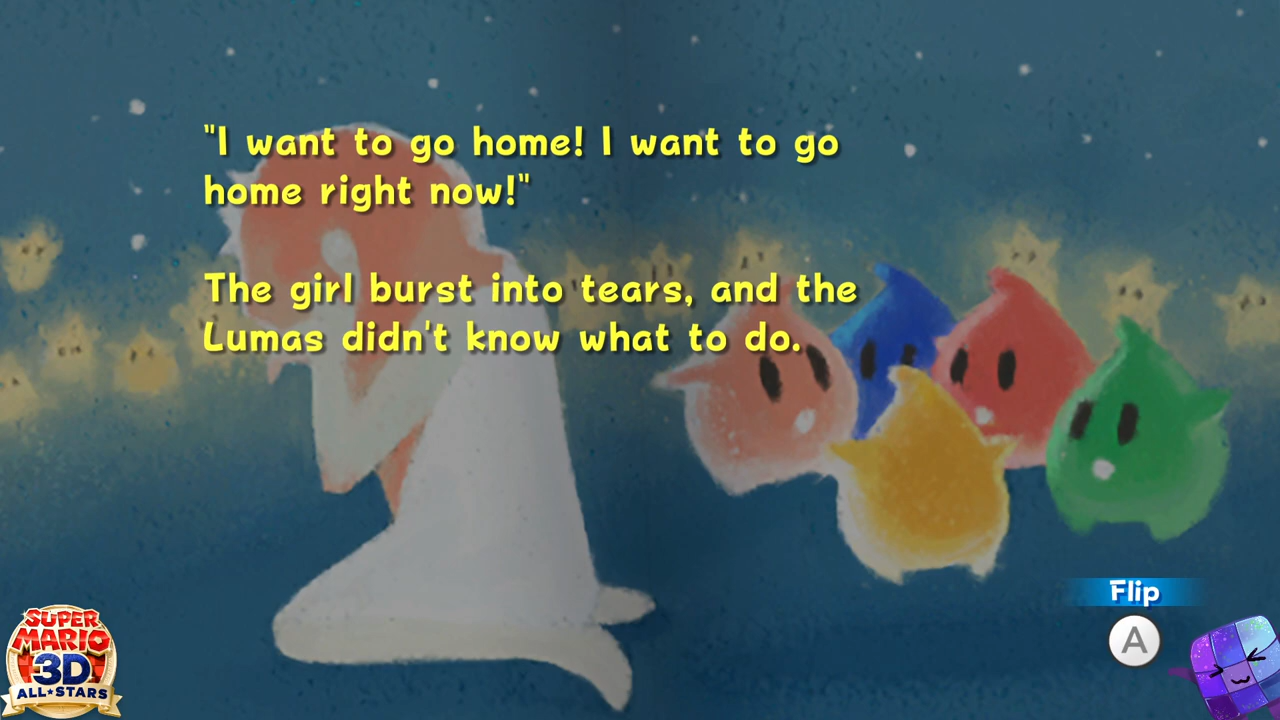 "I want to go home! I want to go
home right now!"
The girl burst into tears, and the
Lumas didn't know what to do.
Flip
A
SUPER
MARIO
3D
ALL★STARS